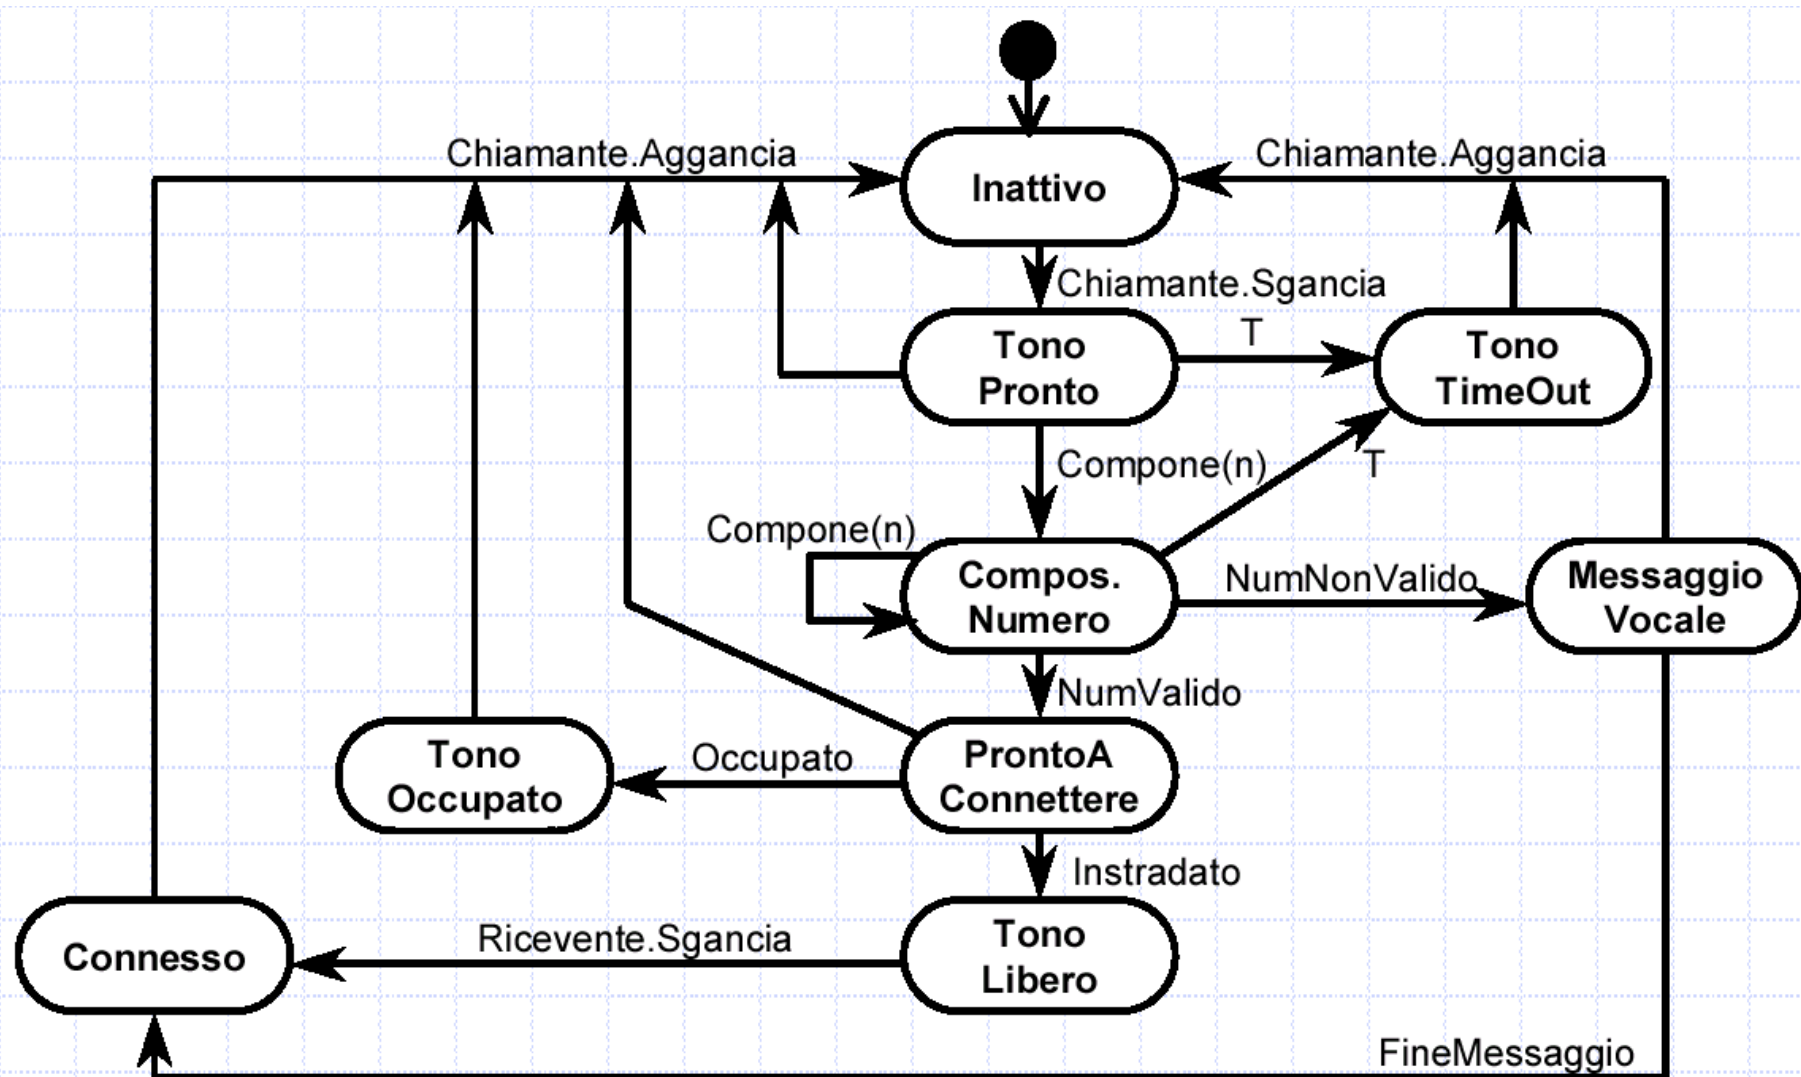 Chiamante.Aggancia
Chiamante.Aggancia
Inattivo
Chiamante.Sgancia
Tono
Pronto
T
Tono
TimeOut
Compone(n)
T
Compone(n)
Compos.
Numero
NumNonValido
Messaggio
Vocale
NumValido
Tono
Occupato
Occupato
ProntoA
Connettere
Instradato
Connesso
Ricevente.Sgancia
Tono
Libero
FineMessaggio